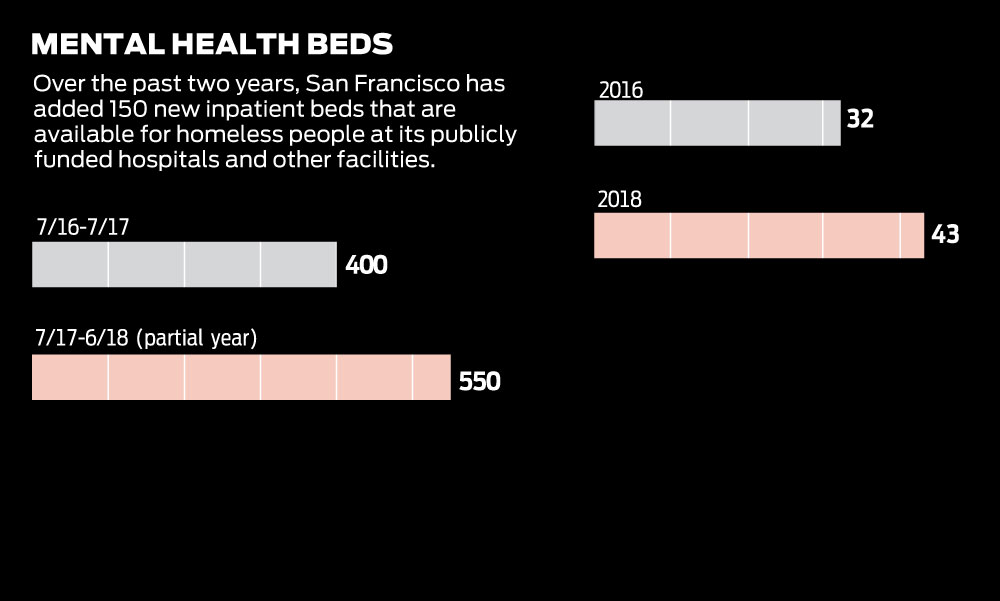 MENTAL HEALTH BEDS
Over the past two years, San Francisco has
added 150 new inpatient beds that are
available for homeless people at its publicly
funded hospitals and other facilities.
7/16-7/17
400
7/17-6/18 (partial year)
550
2016
32
2018
43